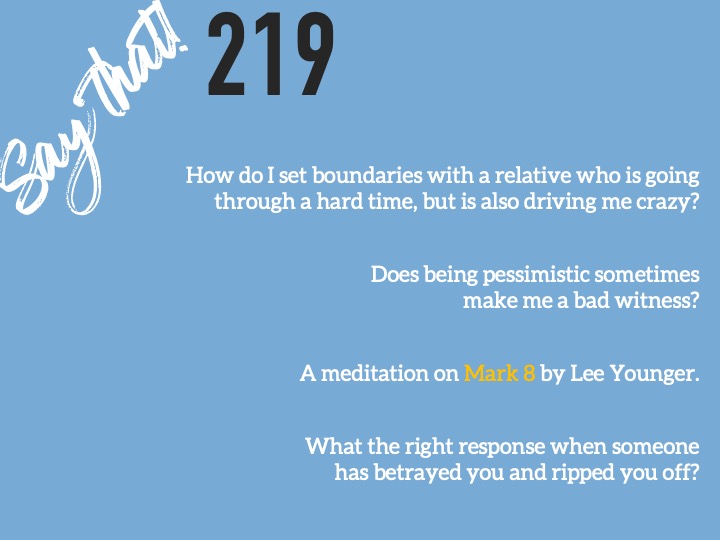 Say that!
219
How do I set boundaries with a relative who is going
through a hard time, but is also driving me crazy?
Does being pessimistic sometimes
make me a bad witness?
A meditation on Mark 8 by Lee Younger.
What the right response when someone
has betrayed you and ripped you off?